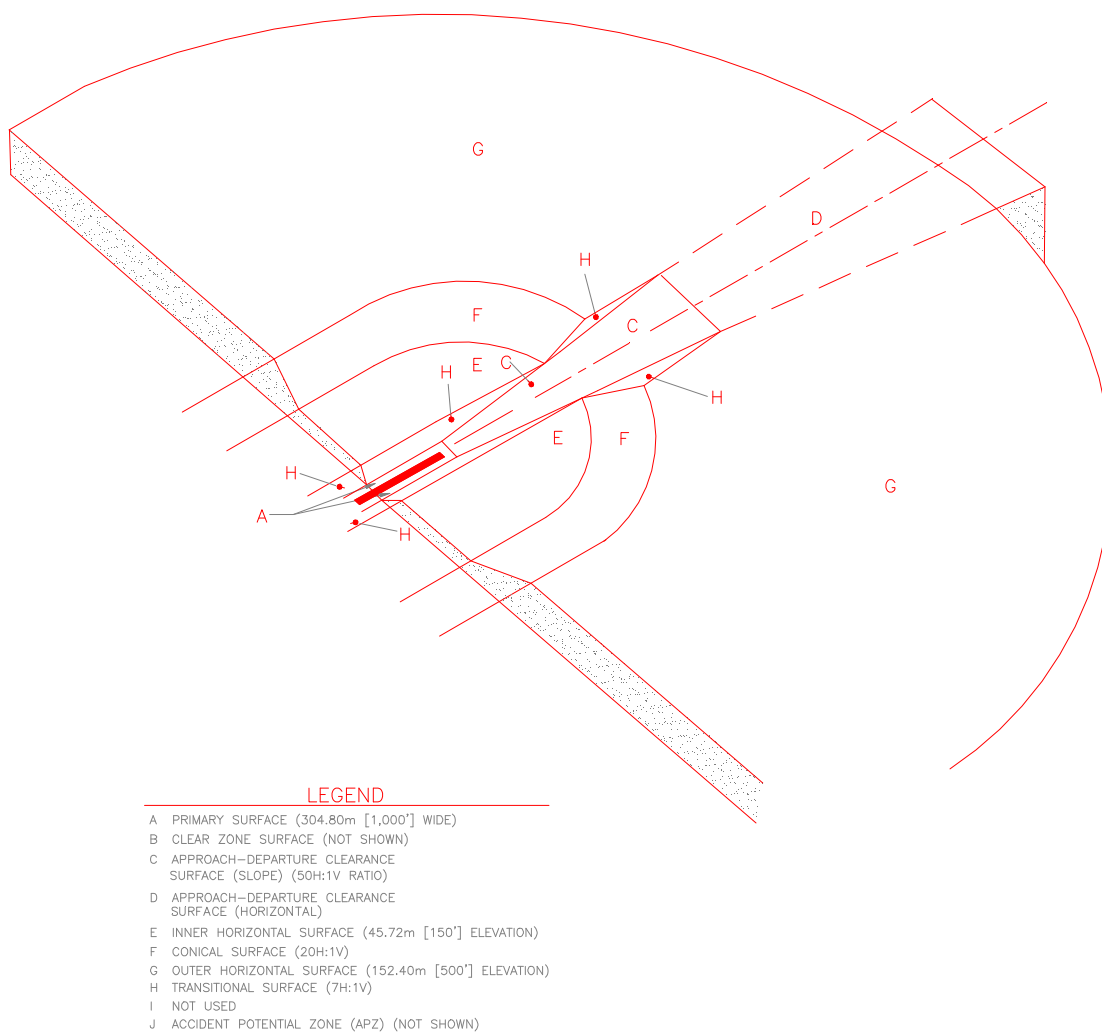 G
D
H
F
C
E
C
H
H
E
F
H
G
A
H
LEGEND
A PRIMARY SURFACE (304.80m [1,000'] WIDE)
B CLEAR ZONE SURFACE (NOT SHOWN)
C APPROACH-DEPARTURE CLEARANCE
SURFACE (SLOPE) (50H:1V RATIO)
D APPROACH-DEPARTURE CLEARANCE
SURFACE (HORIZONTAL)
E INNER HORIZONTAL SURFACE (45.72m [150'] ELEVATION)
F CONICAL SURFACE (20H:1V)
G OUTER HORIZONTAL SURFACE (152.40m [500'] ELEVATION)
H TRANSITIONAL SURFACE (7H:1V)
I NOT USED
J ACCIDENT POTENTIAL ZONE (APZ) (NOT SHOWN)